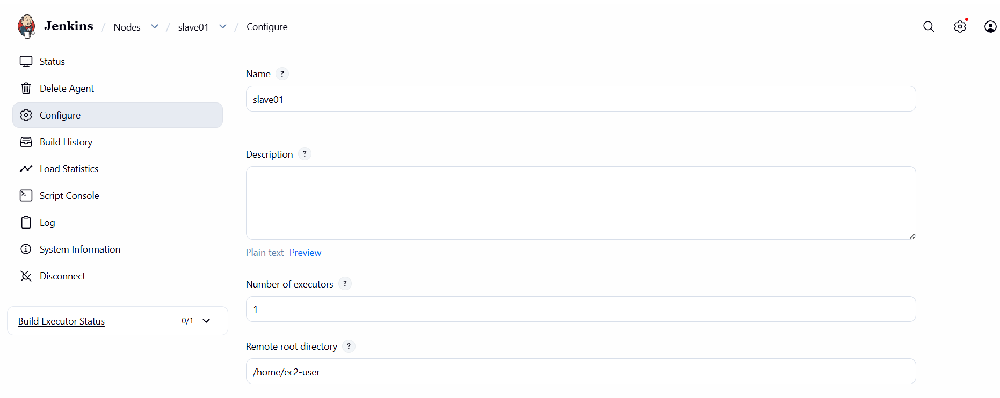 Jenkins / Nodes / slave01 / Configure
Status
Delete Agent
Configure
Build History
Load Statistics
Script Console
Log
System Information
Disconnect
Build Executor Status 0/1
Name ?
slave01
Description ?
Plain text Preview
Number of executors ?
1
Remote root directory ?
/home/ec2-user